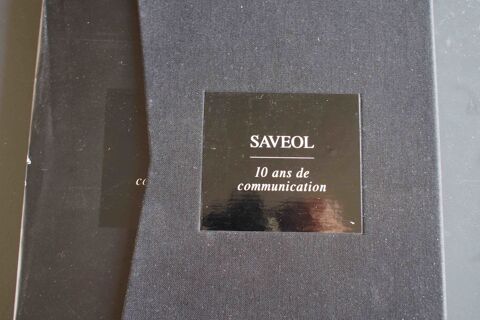 SAVEOL
10 ans de
communication